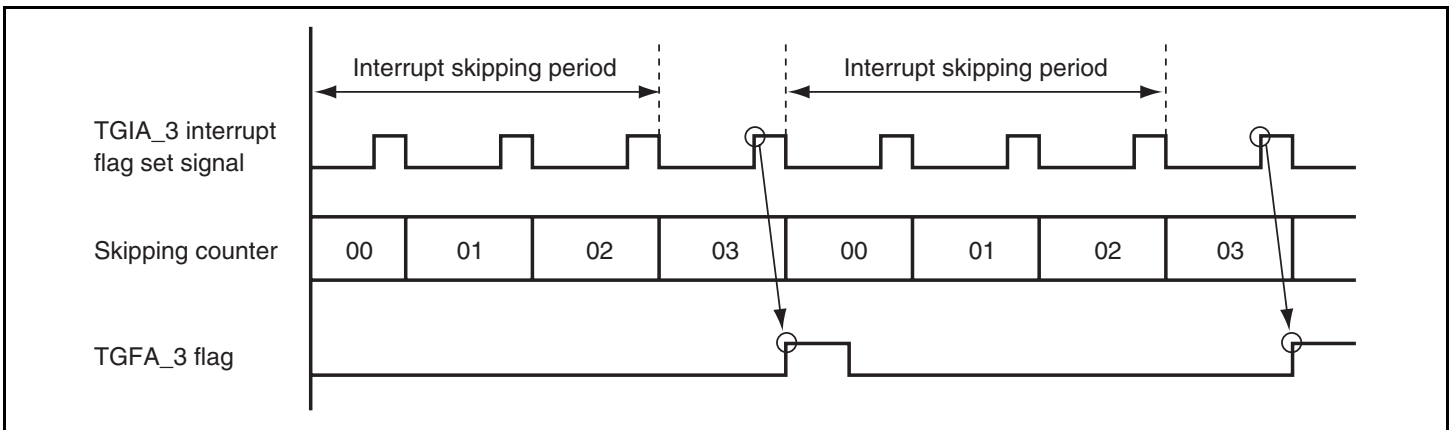 Interrupt skipping period
Interrupt skipping period
TGIA_3 interrupt
flag set signal
Skipping counter
00
01
02
03
00
01
02
03
TGFA_3 flag